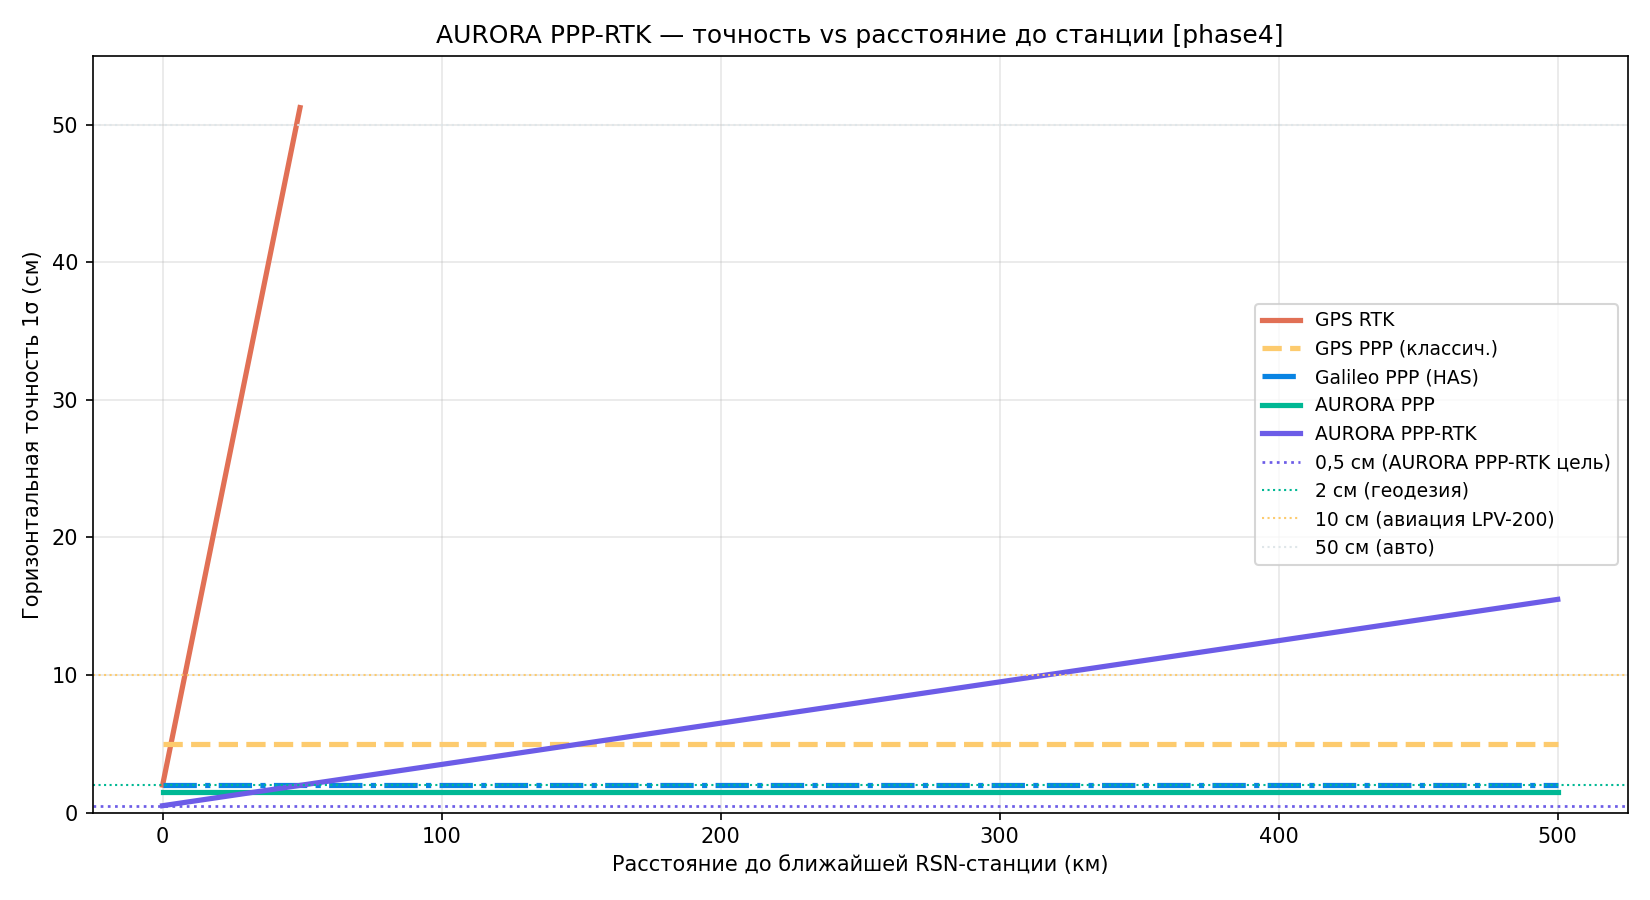 AURORA PPP-RTK — точность vs расстояние до станции [phase4]
Горизонтальная точность 1σ (см)
50
40
30
20
10
0
GPS RTK
GPS PPP (классич.)
Galileo PPP (HAS)
AURORA PPP
AURORA PPP-RTK
0,5 см (AURORA PPP-RTK цель)
2 см (геодезия)
10 см (авиация LPV-200)
50 см (авто)
0 100 200 300 400 500
Расстояние до ближайшей RSN-станции (км)